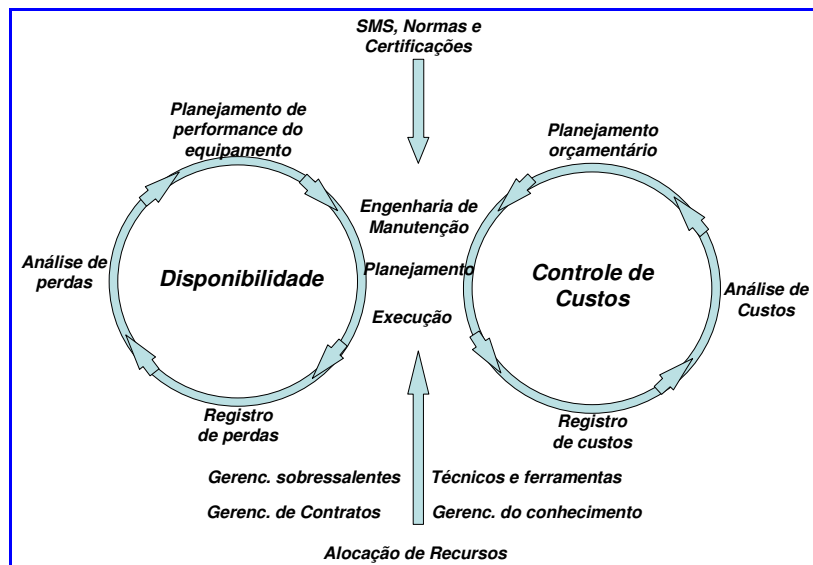 SMS, Normas e
Certificações
Planejamento de
performance do
equipamento
Planejamento
orçamentário
Engenharia de
Manutenção
Análise de
perdas
Disponibilidade
Planejamento
Controle de
Custos
Análise de
Custos
Execução
Registro
de perdas
Registro
de custos
Gerenc. sobressalentes
Técnicos e ferramentas
Gerenc. de Contratos
Gerenc. do conhecimento
Alocação de Recursos